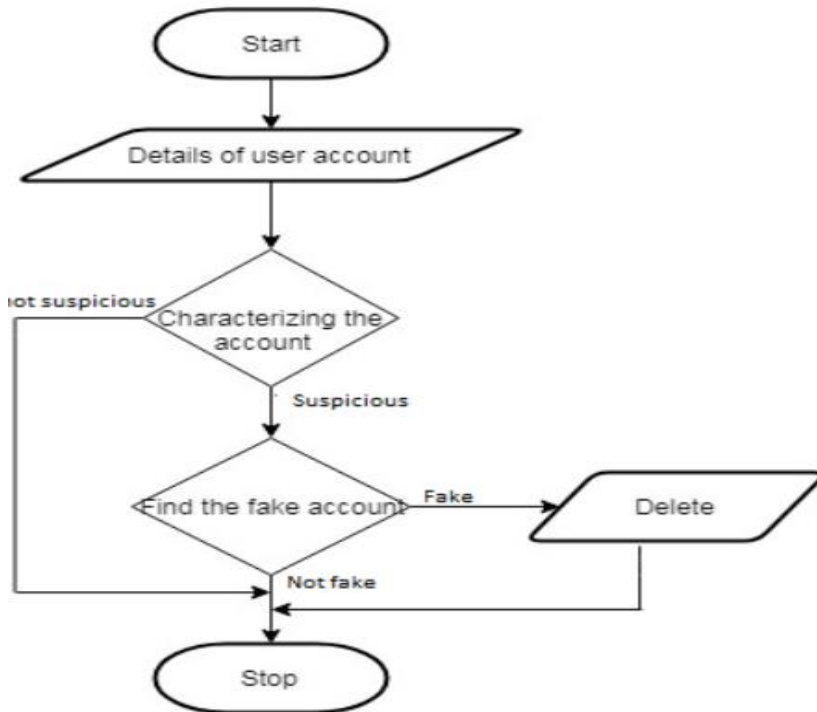 Start
Details of user account
not suspicious
Characterizing the
account
Suspicious
Find the fake account
Fake
Delete
Not fake
Stop